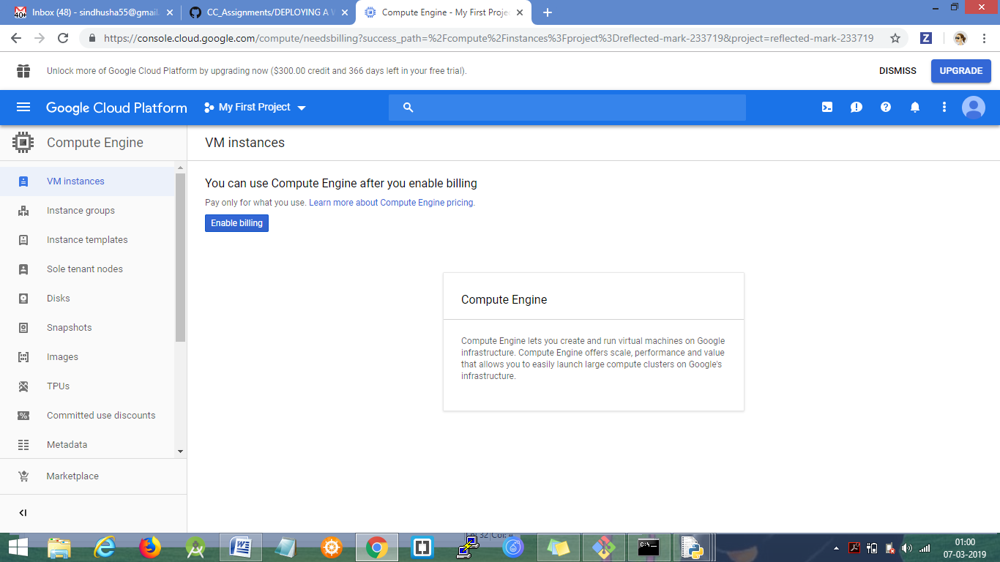 Inbox (48) - sindhusha55@gmail.
CC_Assignments/DEPLOYING A W
Compute Engine - My First Proje
https://console.cloud.google.com/compute/needsbilling?success_path=%2Fcompute%2Finstances%3Fproject%3Dreflected-mark-233719&project=reflected-mark-233719
Z
Unlock more of Google Cloud Platform by upgrading now ($300.00 credit and 366 days left in your free trial).
DISMISS
UPGRADE
Google Cloud Platform
My First Project
Compute Engine
VM instances
VM instances
Instance groups
Instance templates
Sole tenant nodes
Disks
Snapshots
Images
TPUs
Committed use discounts
Metadata
Marketplace
You can use Compute Engine after you enable billing
Pay only for what you use. Learn more about Compute Engine pricing.
Enable billing
Compute Engine
Compute Engine lets you create and run virtual machines on Google
infrastructure. Compute Engine offers scale, performance and value
that allows you to easily launch large compute clusters on Google's
infrastructure.
01:00
07-03-2019